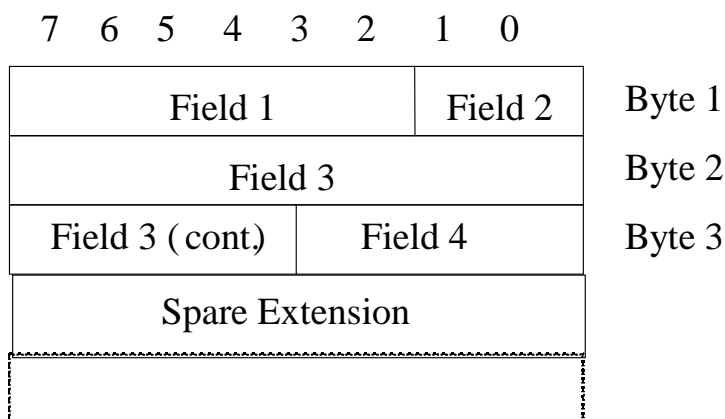 7 6 5 4 3 2 1 0
Field 1 Field 2 Byte 1
Field 3 Byte 2
Field 3 (cont.) Field 4 Byte 3
Spare Extension